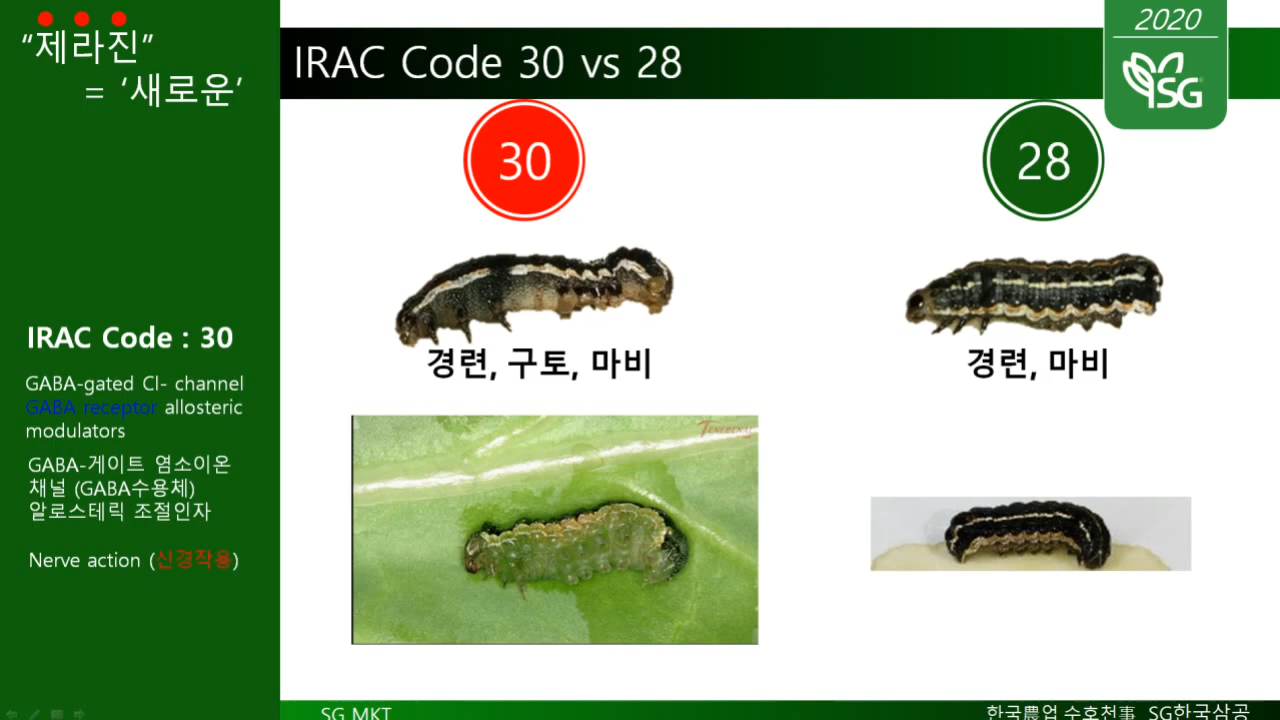 “제라진”
= ‘새로운’
IRAC Code 30 vs 28
2020
SG
30
28
경련, 구토, 마비
경련, 마비
IRAC Code : 30
GABA-gated Cl- channel
GABA receptor allosteric
modulators
GABA-게이트 염소이온
채널 (GABA수용체)
알로스테릭 조절인자
Nerve action (신경작용)
SG MKT
한국農업 수호천事 SG한국삼공